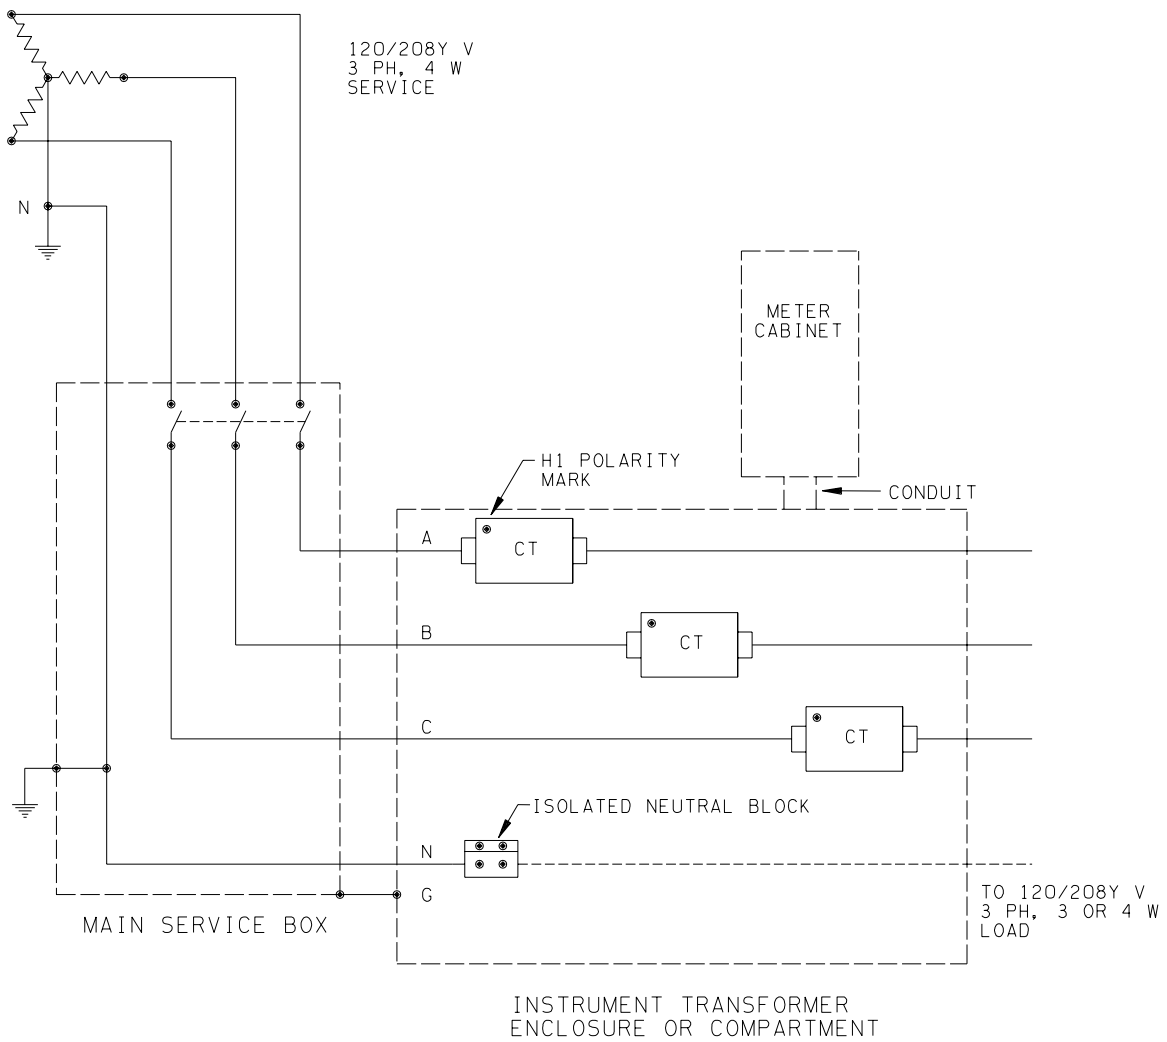 120/208Y V
3 PH, 4 W
SERVICE
N
METER
CABINET
H1 POLARITY
MARK
CONDUIT
A
CT
B
CT
C
CT
ISOLATED NEUTRAL BLOCK
N
G
MAIN SERVICE BOX
TO 120/208Y V
3 PH, 3 OR 4 W
LOAD
INSTRUMENT TRANSFORMER
ENCLOSURE OR COMPARTMENT